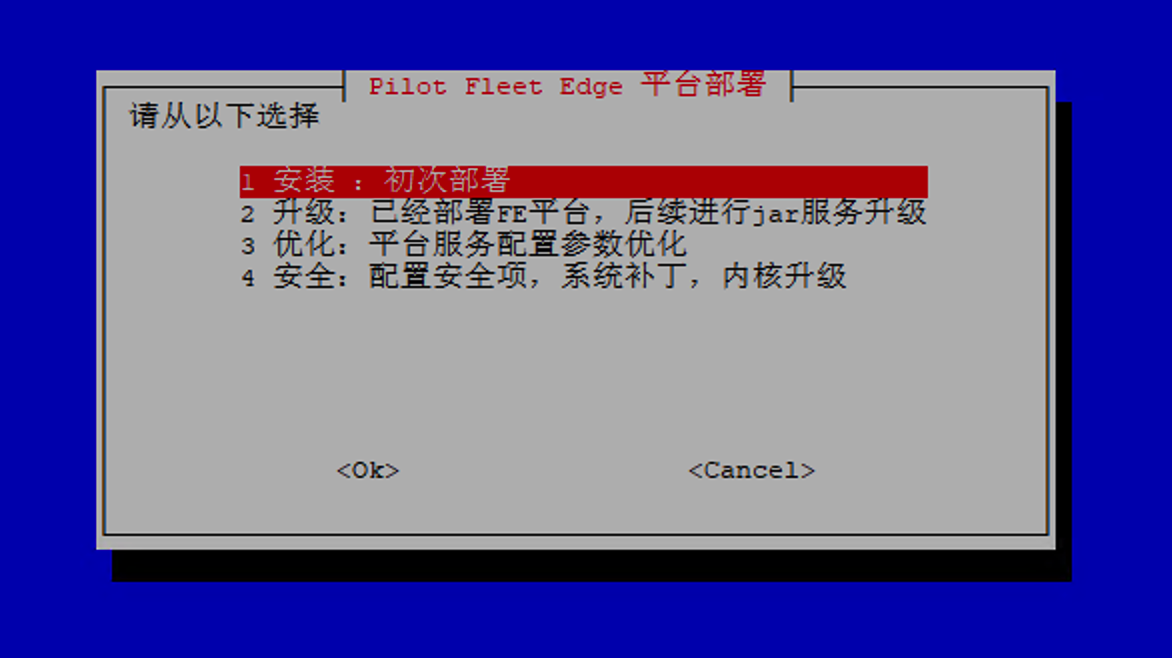 Pilot Fleet Edge 平台部署
请从以下选择
1 安装 : 初次部署
2 升级: 已经部署FE平台, 后续进行jar服务升级
3 优化: 平台服务配置参数优化
4 安全: 配置安全项, 系统补丁, 内核升级
<Ok> <Cancel>